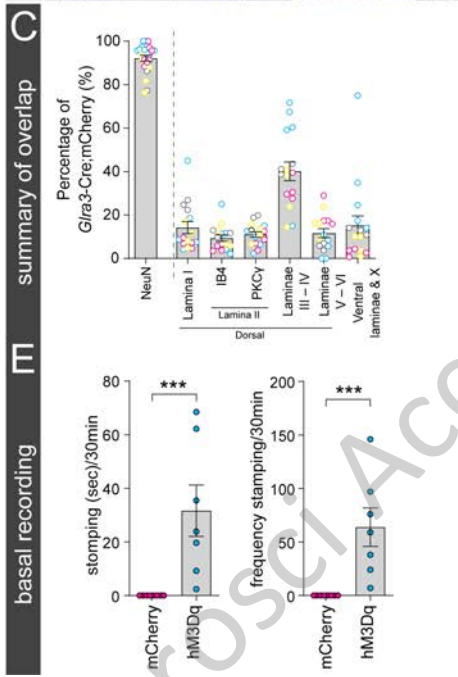 C
summary of overlap
Percentage of
Glra3-Cre;mCherry (%)
100
80
60
40
20
0
NeuN
Lamina I
IB4
PKCγ
Laminae
III – IV
Laminae
V – VI
Ventral
laminae & X
Lamina II
Dorsal
E
basal recording
stomping (sec)/30min
80
60
40
20
0
***
mCherry
hM3Dq
frequency stamping/30min
200
150
100
50
0
***
mCherry
hM3Dq
rosci Acc